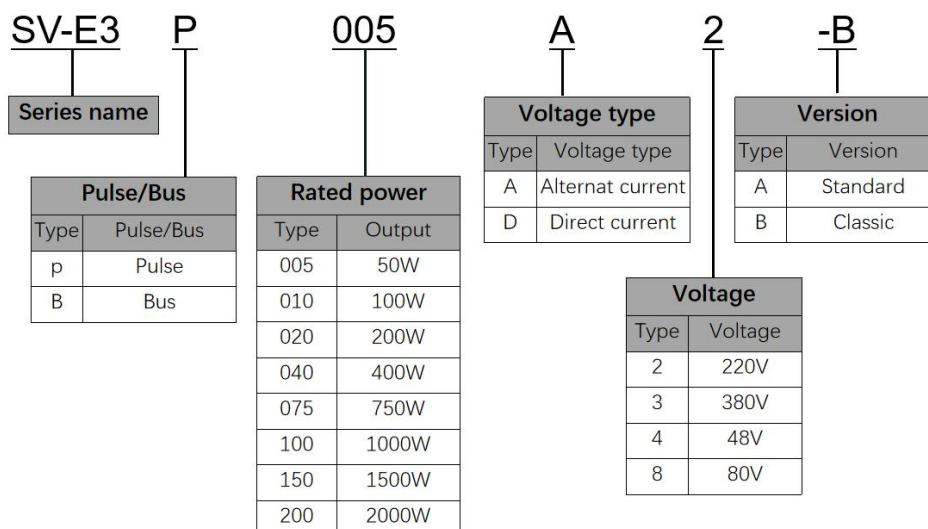 SV-E3 P 005 A 2 -B
Series name
Pulse/Bus
Type Pulse/Bus
p Pulse
B Bus
Rated power
Type Output
005 50W
010 100W
020 200W
040 400W
075 750W
100 1000W
150 1500W
200 2000W
Voltage type
Type Voltage type
A Alternat current
D Direct current
Voltage
Type Voltage
2 220V
3 380V
4 48V
8 80V
Version
Type Version
A Standard
B Classic